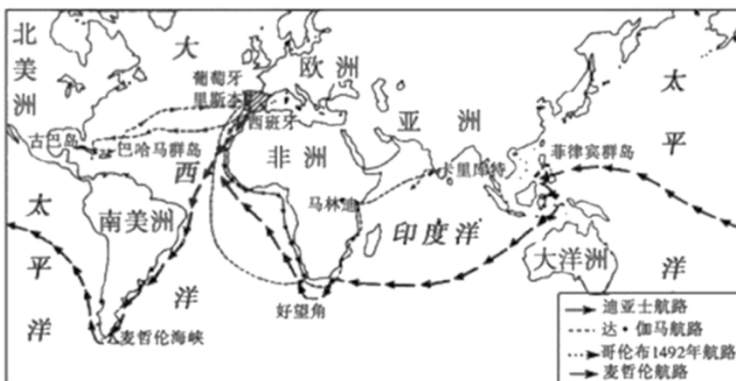 北美洲
大
西
洋
葡萄牙
里斯本
西班牙
欧洲
亚洲
太
平
洋
古巴岛
巴哈马群岛
非洲
卡里库特
菲律宾群岛
太
平
洋
南美洲
马林迪
印度洋
大洋洲
好望角
麦哲伦海峡
迪亚士航路
达·伽马航路
哥伦布1492年航路
麦哲伦航路